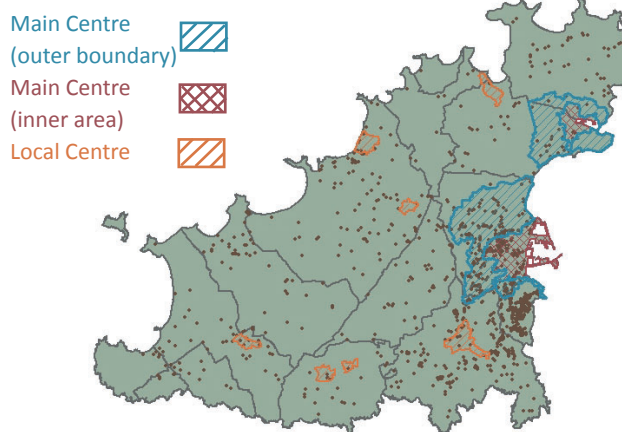 Main Centre
(outer boundary)
Main Centre
(inner area)
Local Centre